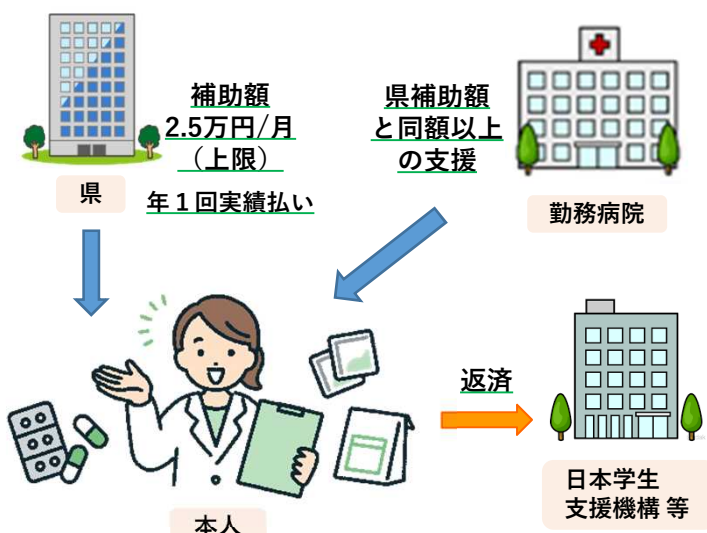 補助額
2.5万円/月
（上限）
年１回実績払い
県
県補助額
と同額以上
の支援
勤務病院
返済
日本学生
支援機構 等
本人